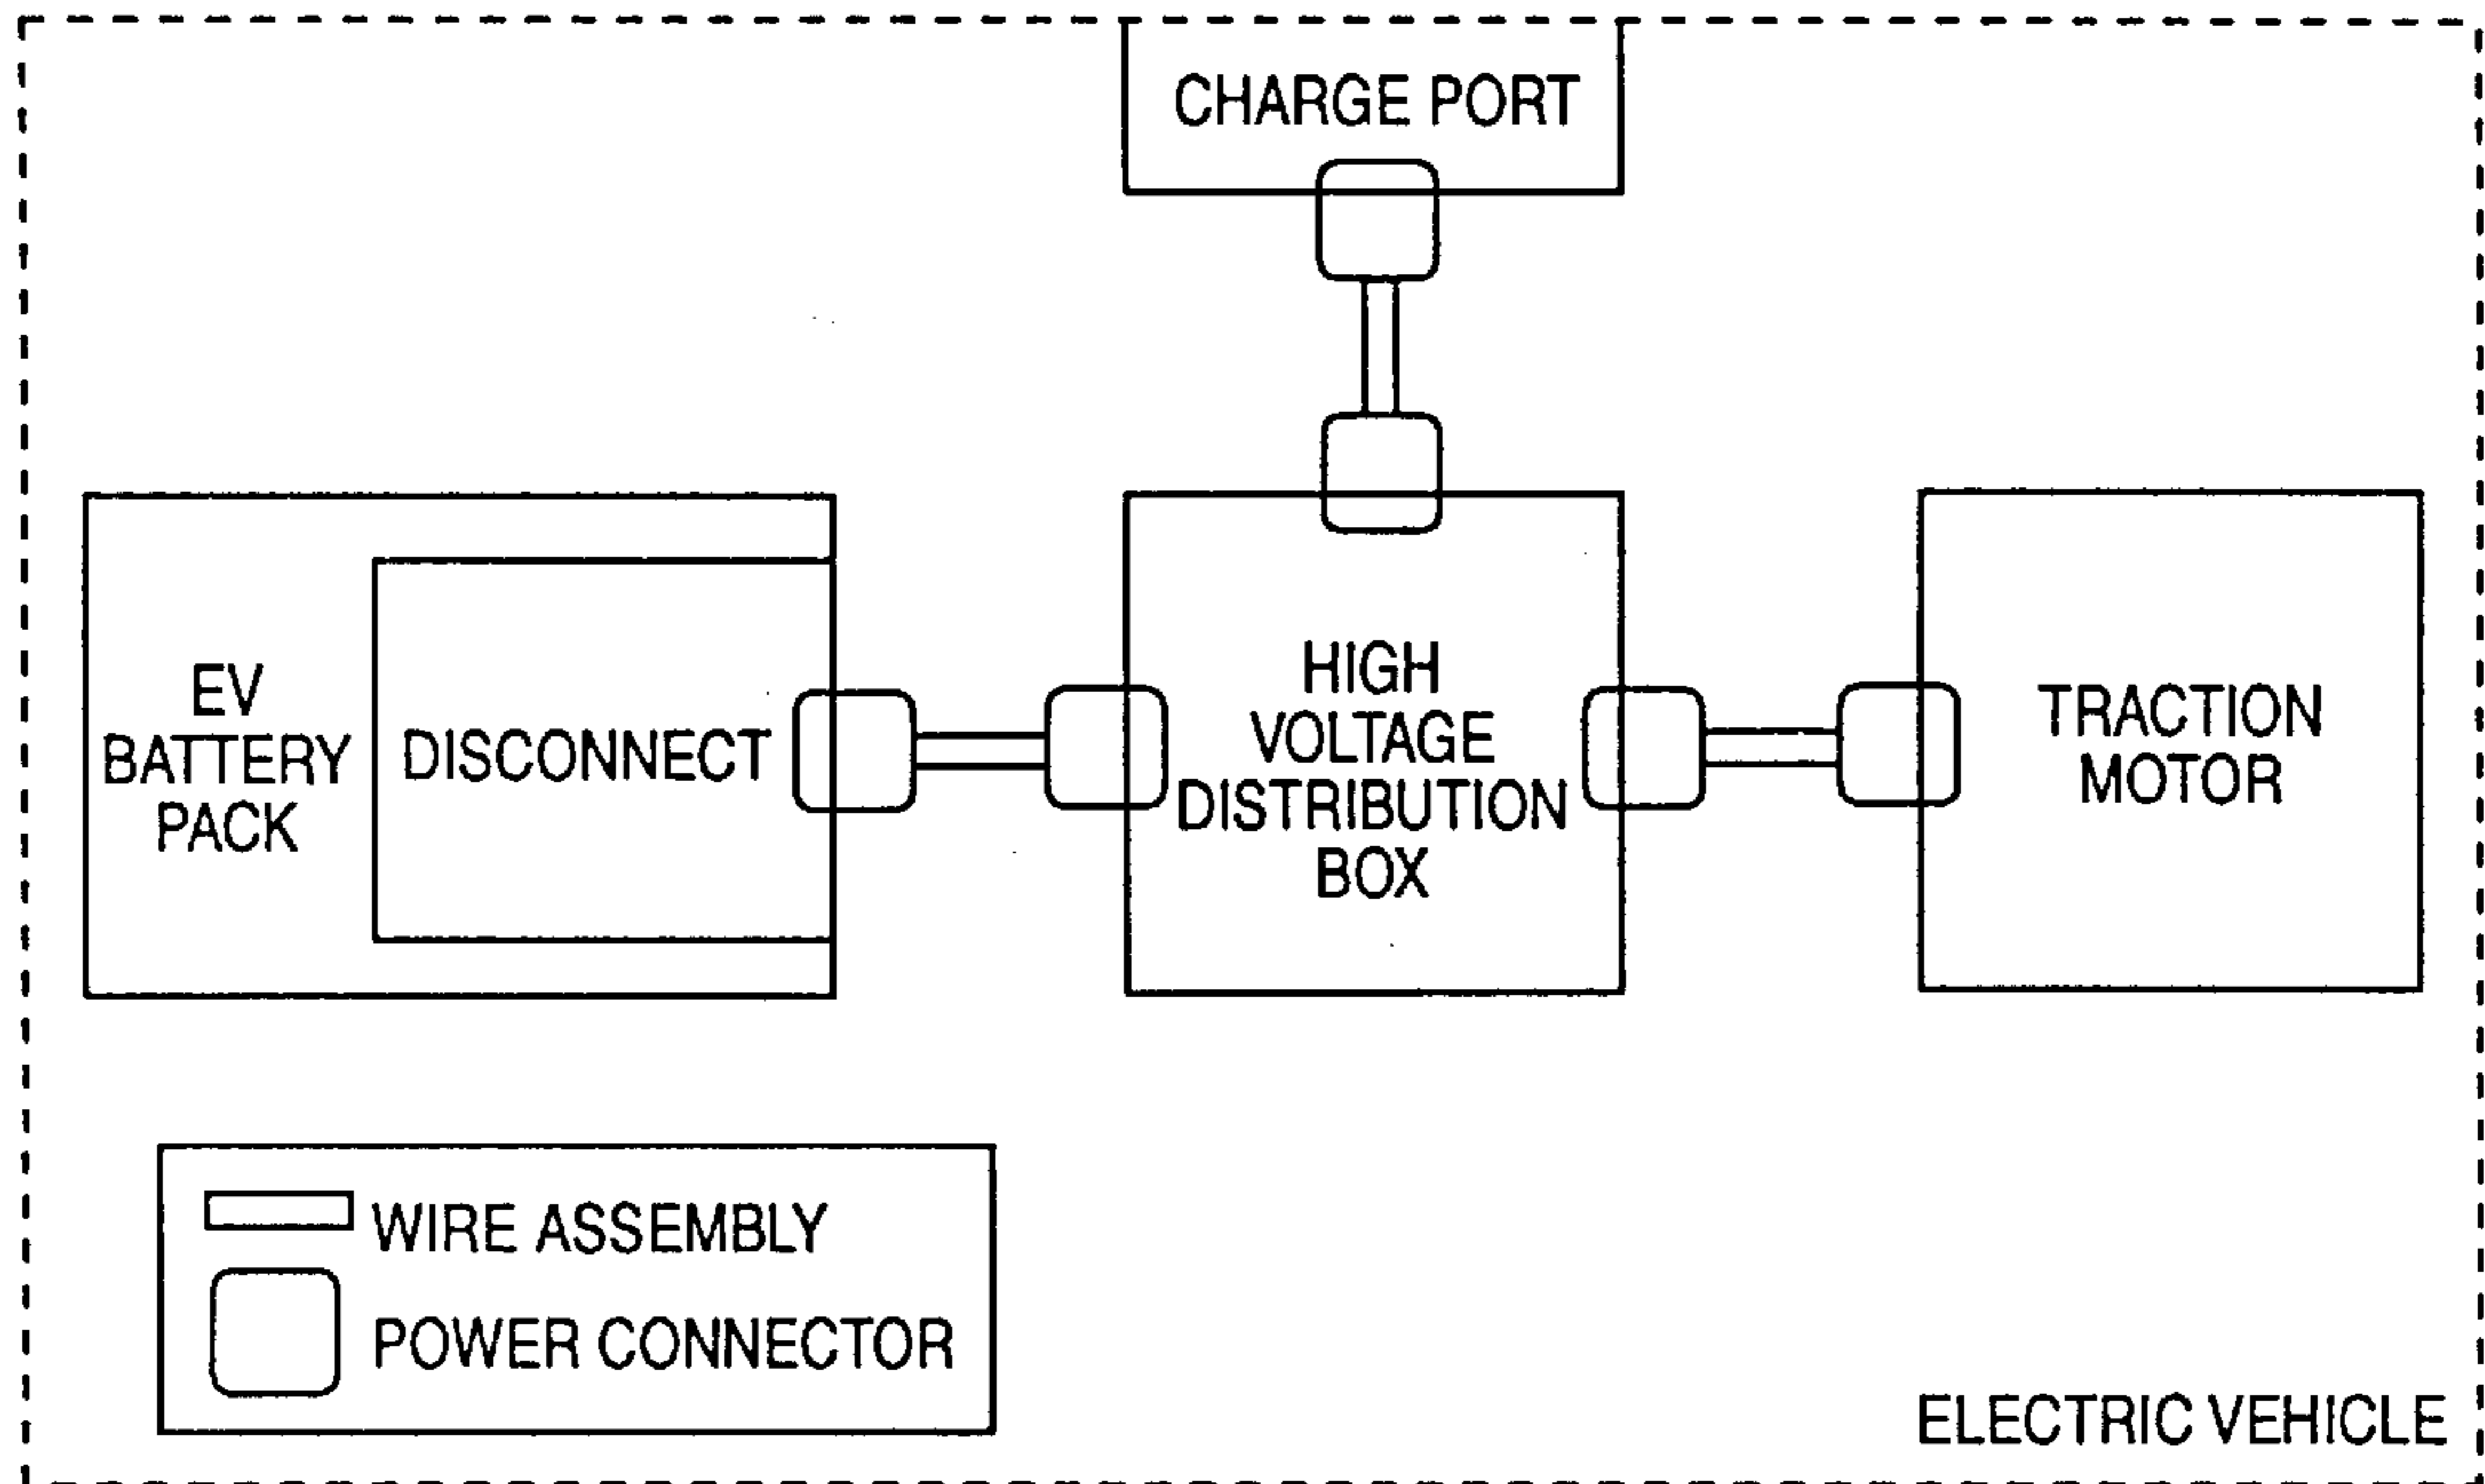 CHARGE PORT
EV
BATTERY
PACK
DISCONNECT
HIGH
VOLTAGE
DISTRIBUTION
BOX
TRACTION
MOTOR
WIRE ASSEMBLY
POWER CONNECTOR
ELECTRIC VEHICLE